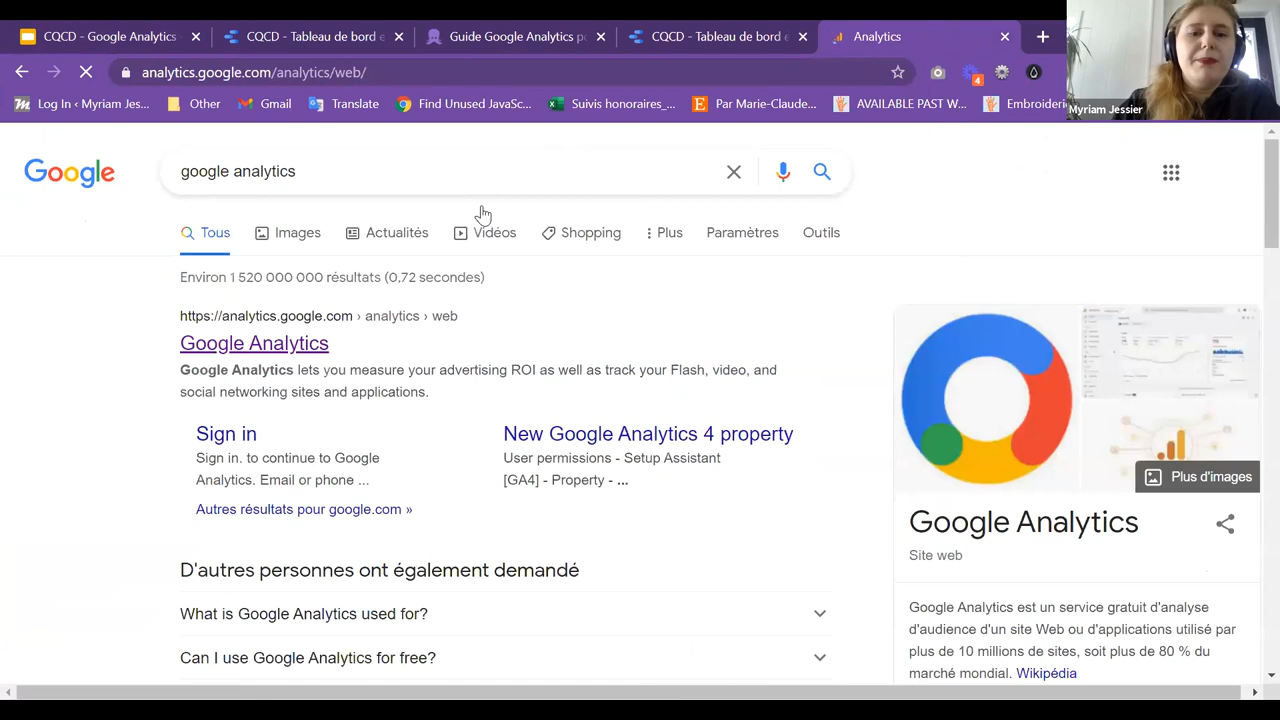 CQCD - Google Analytics
CQCD - Tableau de bord e
Guide Google Analytics po
CQCD - Tableau de bord e
Analytics
analytics.google.com/analytics/web/
4
Log In ‹ Myriam Jes...
Other
Gmail
Translate
Find Unused JavaSc...
Suivis honoraires_...
Par Marie-Claude...
AVAILABLE PAST W...
Embroideri
Myriam Jessier
Google
google analytics
Tous
Images
Actualités
Vidéos
Shopping
Plus
Paramètres
Outils
Environ 1 520 000 000 résultats (0,72 secondes)
https://analytics.google.com › analytics › web
Google Analytics
Google Analytics lets you measure your advertising ROI as well as track your Flash, video, and
social networking sites and applications.
Sign in
Sign in. to continue to Google
Analytics. Email or phone ...
New Google Analytics 4 property
User permissions - Setup Assistant
[GA4] - Property - ...
Autres résultats pour google.com »
D'autres personnes ont également demandé
What is Google Analytics used for?
Can I use Google Analytics for free?
Plus d'images
Google Analytics
Site web
Google Analytics est un service gratuit d'analyse
d'audience d'un site Web ou d'applications utilisé par
plus de 10 millions de sites, soit plus de 80 % du
marché mondial. Wikipédia